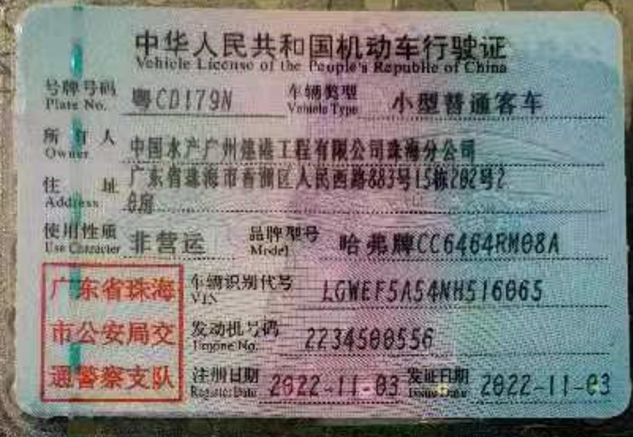 中华人民共和国机动车行驶证
Vehicle License of the People's Republic of China
号牌号码 粤CD179N 车辆类型 小型普通客车
Plate No. Vehicle Type
所有人 中国水产广州建港工程有限公司珠海分公司
Owner
住址 广东省珠海市香洲区人民西路883号15栋202号2
Address 0房
使用性质 非营运 品牌型号 哈弗牌CC6464RM08A
Use Character Model
广东省珠海 车辆识别代号 LGWEF5A54NH516065
VIN
市公安局交 发动机号码 2234500556
Engine No.
通警察支队 注册日期 2022-11-03 发证日期 2022-11-03
Register Date Issue Date